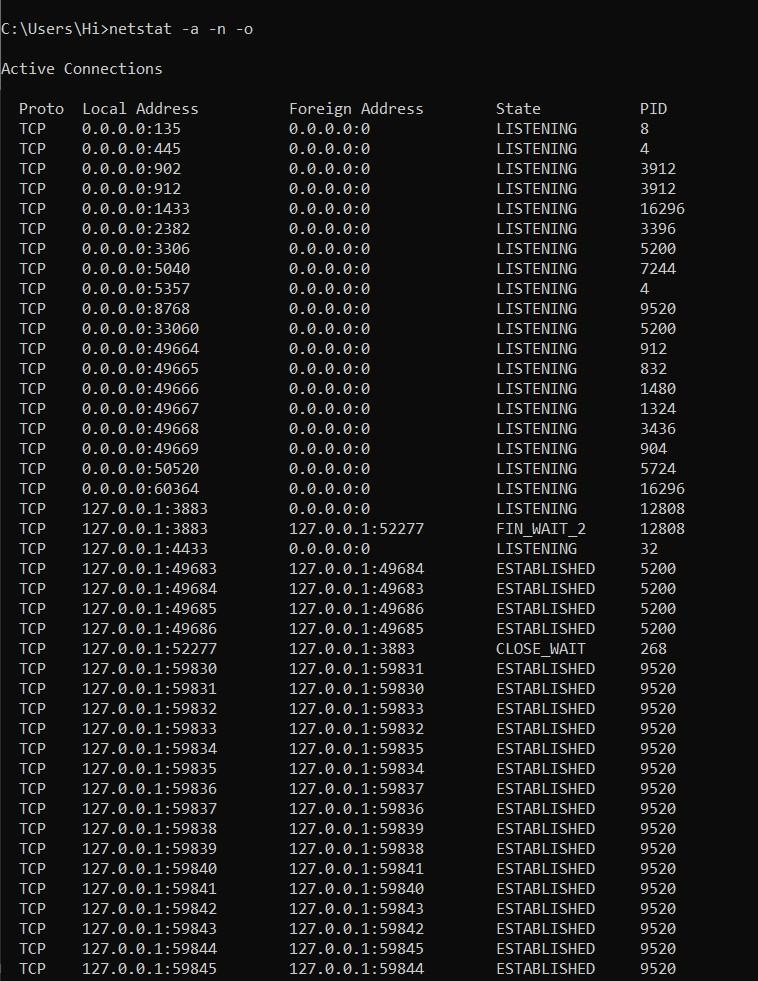 C:\Users\Hi>netstat -a -n -o
Active Connections
Proto Local Address Foreign Address State PID
TCP 0.0.0.0:135 0.0.0.0:0 LISTENING 8
TCP 0.0.0.0:445 0.0.0.0:0 LISTENING 4
TCP 0.0.0.0:902 0.0.0.0:0 LISTENING 3912
TCP 0.0.0.0:912 0.0.0.0:0 LISTENING 3912
TCP 0.0.0.0:1433 0.0.0.0:0 LISTENING 16296
TCP 0.0.0.0:2382 0.0.0.0:0 LISTENING 3396
TCP 0.0.0.0:3306 0.0.0.0:0 LISTENING 5200
TCP 0.0.0.0:5040 0.0.0.0:0 LISTENING 7244
TCP 0.0.0.0:5357 0.0.0.0:0 LISTENING 4
TCP 0.0.0.0:8768 0.0.0.0:0 LISTENING 9520
TCP 0.0.0.0:33060 0.0.0.0:0 LISTENING 5200
TCP 0.0.0.0:49664 0.0.0.0:0 LISTENING 912
TCP 0.0.0.0:49665 0.0.0.0:0 LISTENING 832
TCP 0.0.0.0:49666 0.0.0.0:0 LISTENING 1480
TCP 0.0.0.0:49667 0.0.0.0:0 LISTENING 1324
TCP 0.0.0.0:49668 0.0.0.0:0 LISTENING 3436
TCP 0.0.0.0:49669 0.0.0.0:0 LISTENING 904
TCP 0.0.0.0:50520 0.0.0.0:0 LISTENING 5724
TCP 0.0.0.0:60364 0.0.0.0:0 LISTENING 16296
TCP 127.0.0.1:3883 0.0.0.0:0 LISTENING 12808
TCP 127.0.0.1:3883 127.0.0.1:52277 FIN_WAIT_2 12808
TCP 127.0.0.1:4433 0.0.0.0:0 LISTENING 32
TCP 127.0.0.1:49683 127.0.0.1:49684 ESTABLISHED 5200
TCP 127.0.0.1:49684 127.0.0.1:49683 ESTABLISHED 5200
TCP 127.0.0.1:49685 127.0.0.1:49686 ESTABLISHED 5200
TCP 127.0.0.1:49686 127.0.0.1:49685 ESTABLISHED 5200
TCP 127.0.0.1:52277 127.0.0.1:3883 CLOSE_WAIT 268
TCP 127.0.0.1:59830 127.0.0.1:59831 ESTABLISHED 9520
TCP 127.0.0.1:59831 127.0.0.1:59830 ESTABLISHED 9520
TCP 127.0.0.1:59832 127.0.0.1:59833 ESTABLISHED 9520
TCP 127.0.0.1:59833 127.0.0.1:59832 ESTABLISHED 9520
TCP 127.0.0.1:59834 127.0.0.1:59835 ESTABLISHED 9520
TCP 127.0.0.1:59835 127.0.0.1:59834 ESTABLISHED 9520
TCP 127.0.0.1:59836 127.0.0.1:59837 ESTABLISHED 9520
TCP 127.0.0.1:59837 127.0.0.1:59836 ESTABLISHED 9520
TCP 127.0.0.1:59838 127.0.0.1:59839 ESTABLISHED 9520
TCP 127.0.0.1:59839 127.0.0.1:59838 ESTABLISHED 9520
TCP 127.0.0.1:59840 127.0.0.1:59841 ESTABLISHED 9520
TCP 127.0.0.1:59841 127.0.0.1:59840 ESTABLISHED 9520
TCP 127.0.0.1:59842 127.0.0.1:59843 ESTABLISHED 9520
TCP 127.0.0.1:59843 127.0.0.1:59842 ESTABLISHED 9520
TCP 127.0.0.1:59844 127.0.0.1:59845 ESTABLISHED 9520
TCP 127.0.0.1:59845 127.0.0.1:59844 ESTABLISHED 9520